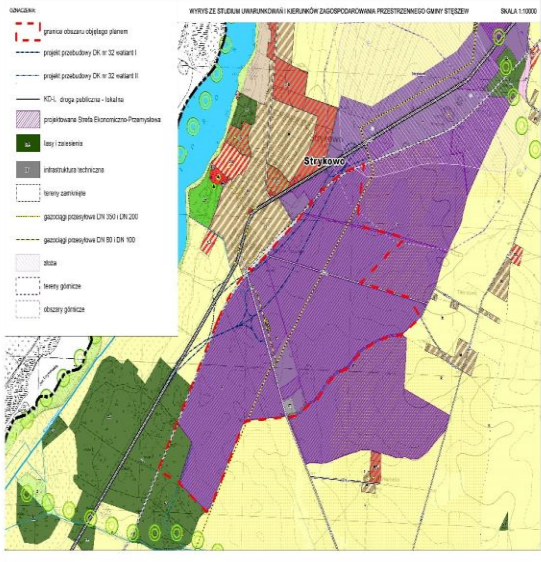 OZNACZENIA:
WYRYS ZE STUDIUM UWARUNKOWAŃ I KIERUNKÓW ZAGOSPODAROWANIA PRZESTRZENNEGO GMINY STĘSZEW
SKALA 1:10000
granica obszaru objętego planem
projekt przebudowy DK nr 32 wariant I
projekt przebudowy DK nr 32 wariant II
KD-L droga publiczna - lokalna
projektowana Strefa Ekonomiczno-Przemysłowa
lasy i zalesienia
infrastruktura techniczna
tereny zamknięte
gazociągi przesyłowe DN 350 i DN 200
gazociągi przesyłowe DN 80 i DN 100
złoża
tereny górnicze
obszary górnicze
Strykowo